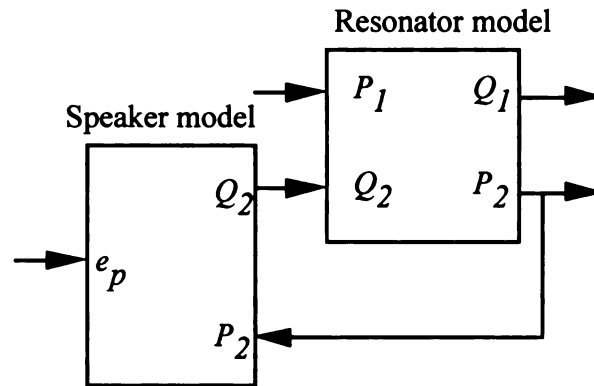 Resonator model
P1 Q1
Speaker model
Q2 Q2 P2
ep
P2